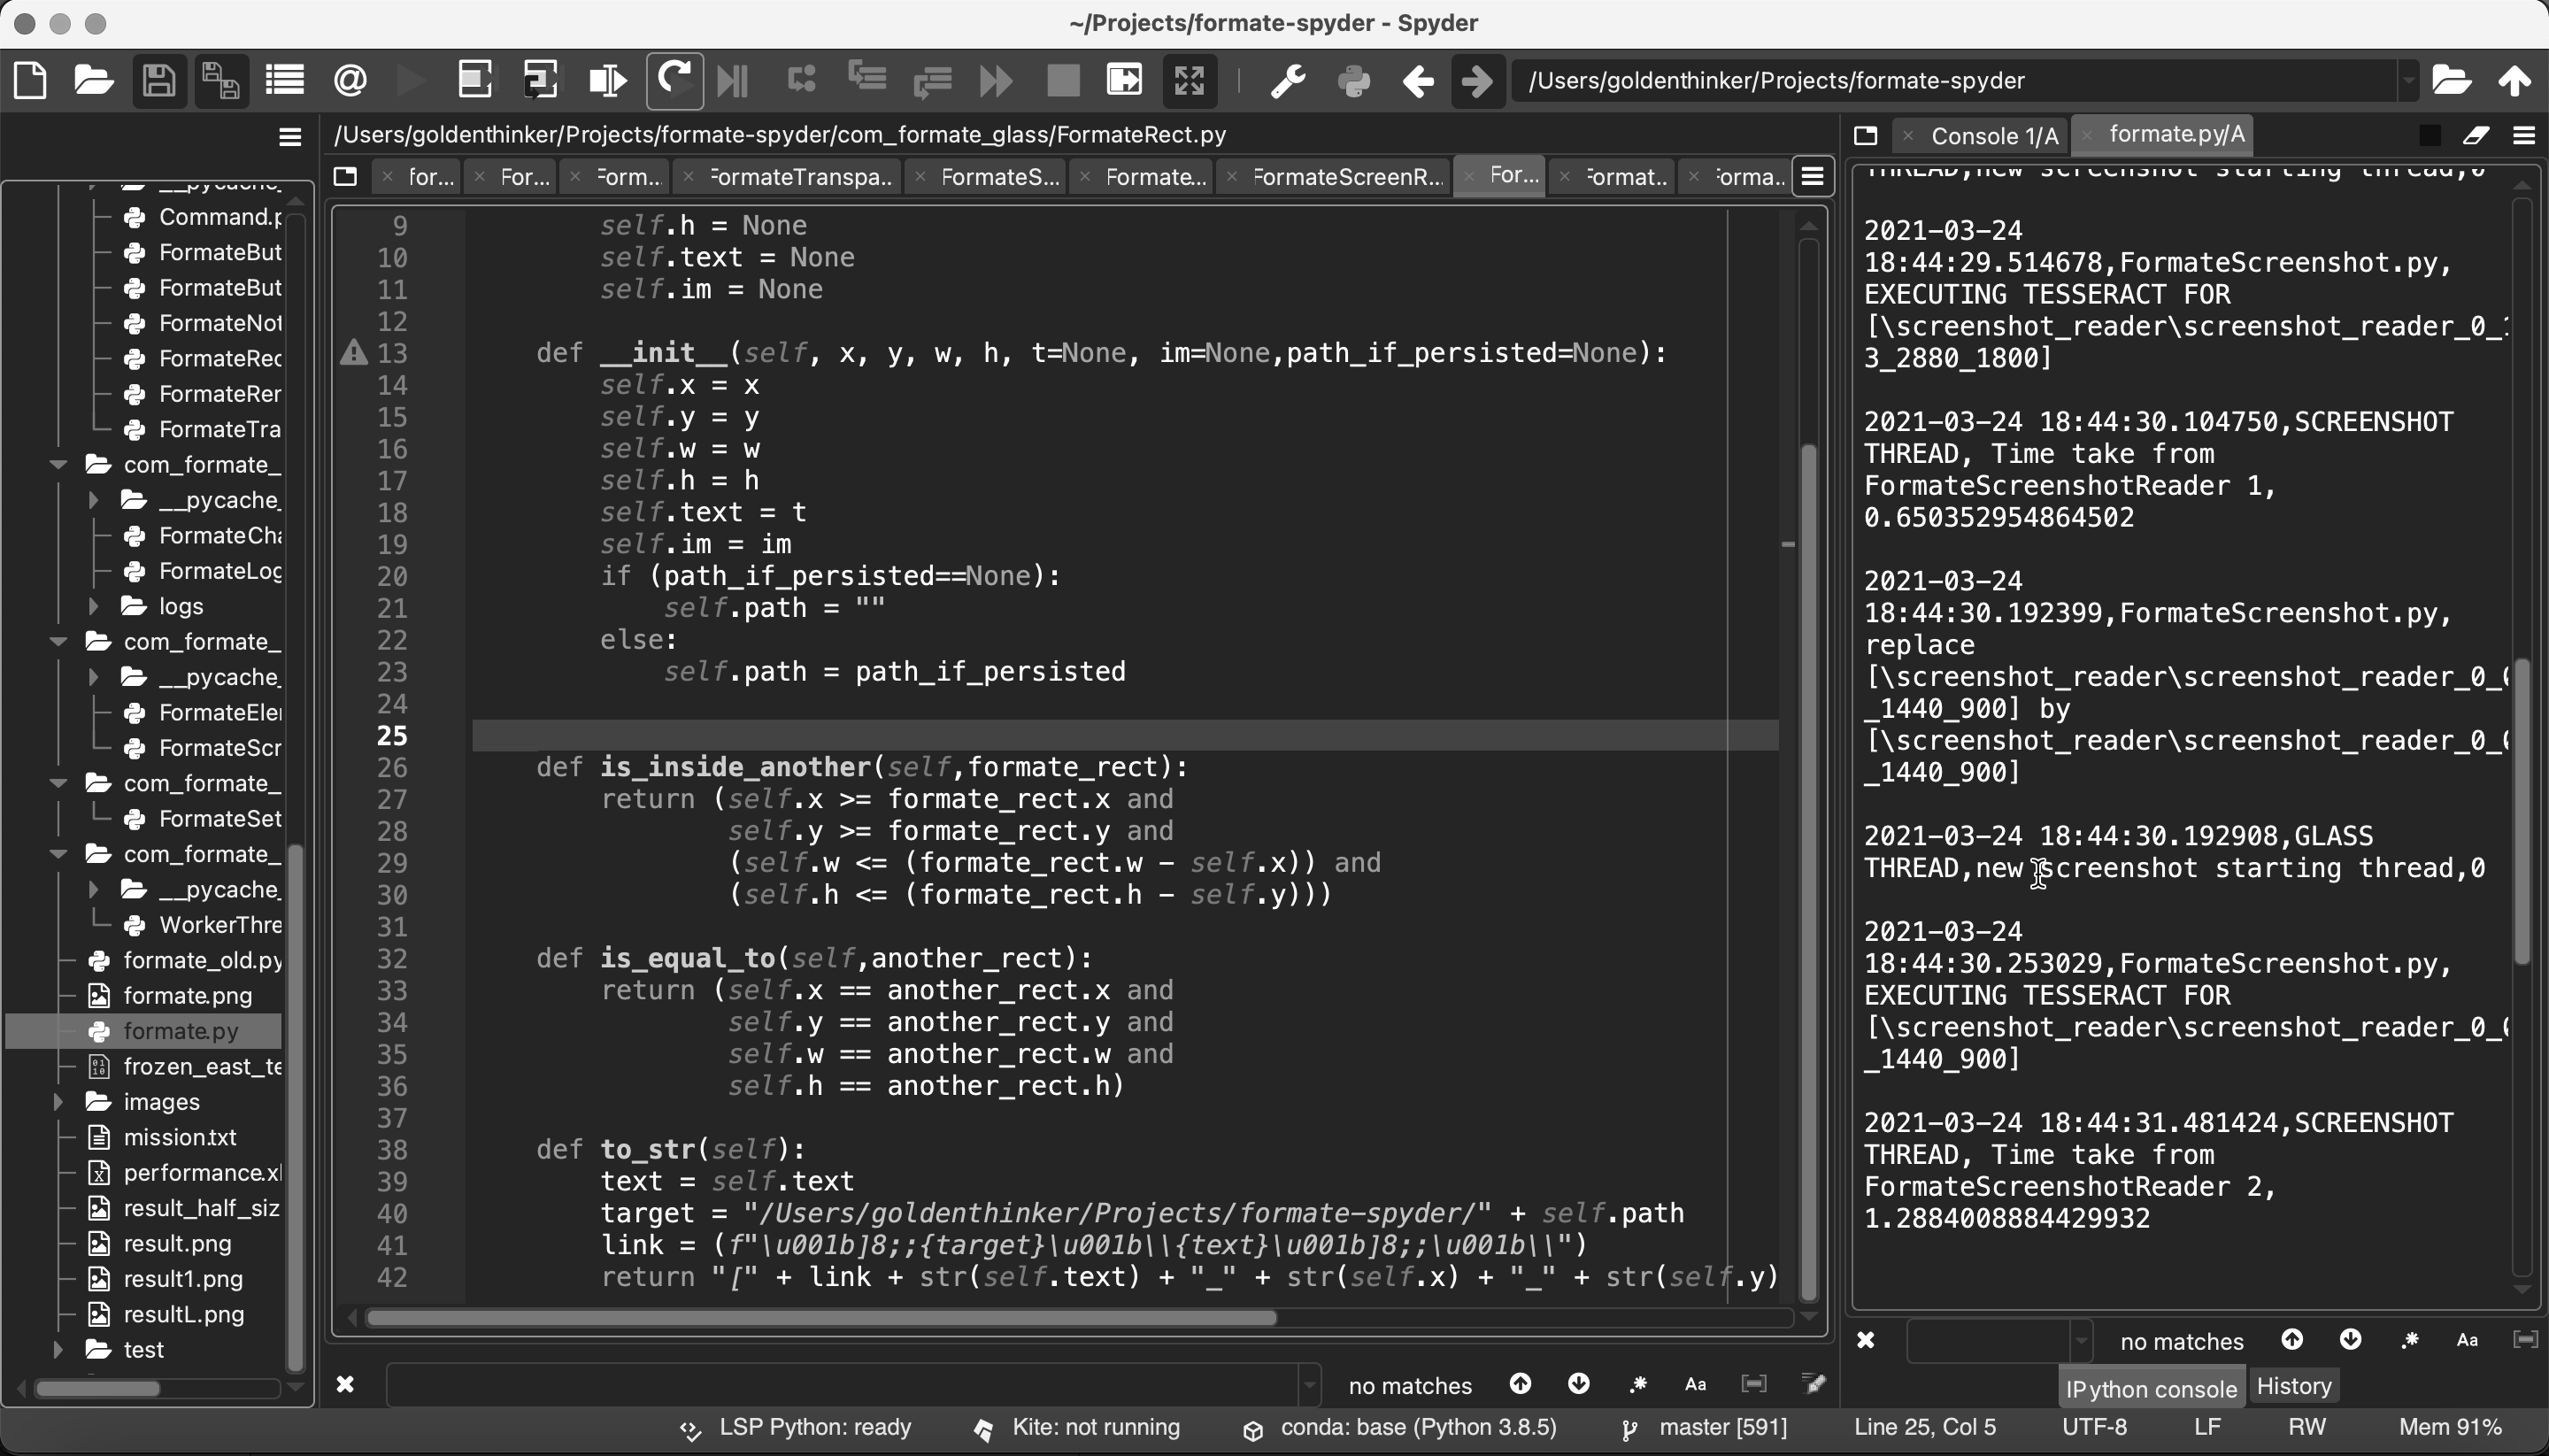 ~/Projects/formate-spyder - Spyder
/Users/goldenthinker/Projects/formate-spyder
/Users/goldenthinker/Projects/formate-spyder/com_formate_glass/FormateRect.py
Console 1/A
formate.py/A
for...
For...
Form...
FormateTranspa..
FormateS...
Formate...
FormateScreenR...
For...
Format..
Forma..
__pycache_
Command.p
FormateBut
FormateBut
FormateNot
FormateRec
FormateRer
FormateTra
com_formate_
__pycache_
FormateCha
FormateLog
logs
com_formate_
__pycache_
FormateEler
FormateScr
com_formate_
FormateSet
com_formate_
__pycache_
WorkerThre
formate_old.py
formate.png
formate.py
frozen_east_te
images
mission.txt
performance.xl
result_half_siz
result.png
result1.png
resultL.png
test
9 self.h = None
10 self.text = None
11 self.im = None
12
13 def __init__(self, x, y, w, h, t=None, im=None,path_if_persisted=None):
14 self.x = x
15 self.y = y
16 self.w = w
17 self.h = h
18 self.text = t
19 self.im = im
20 if (path_if_persisted==None):
21 self.path = ""
22 else:
23 self.path = path_if_persisted
24
25
26 def is_inside_another(self,formate_rect):
27 return (self.x >= formate_rect.x and
28 self.y >= formate_rect.y and
29 (self.w <= (formate_rect.w - self.x)) and
30 (self.h <= (formate_rect.h - self.y)))
31
32 def is_equal_to(self,another_rect):
33 return (self.x == another_rect.x and
34 self.y == another_rect.y and
35 self.w == another_rect.w and
36 self.h == another_rect.h)
37
38 def to_str(self):
39 text = self.text
40 target = "/Users/goldenthinker/Projects/formate-spyder/" + self.path
41 link = (f"\u001b]8;;{target}\u001b\\{text}\u001b]8;;\u001b\\")
42 return "[" + link + str(self.text) + "_" + str(self.x) + "_" + str(self.y)
THREAD,new screenshot starting thread,0
2021-03-24
18:44:29.514678,FormateScreenshot.py,
EXECUTING TESSERACT FOR
[\screenshot_reader\screenshot_reader_0_1
3_2880_1800]
2021-03-24 18:44:30.104750,SCREENSHOT
THREAD, Time take from
FormateScreenshotReader 1,
0.650352954864502
2021-03-24
18:44:30.192399,FormateScreenshot.py,
replace
[\screenshot_reader\screenshot_reader_0_0
_1440_900] by
[\screenshot_reader\screenshot_reader_0_0
_1440_900]
2021-03-24 18:44:30.192908,GLASS
THREAD,new screenshot starting thread,0
2021-03-24
18:44:30.253029,FormateScreenshot.py,
EXECUTING TESSERACT FOR
[\screenshot_reader\screenshot_reader_0_0
_1440_900]
2021-03-24 18:44:31.481424,SCREENSHOT
THREAD, Time take from
FormateScreenshotReader 2,
1.2884008884429932
no matches
Aa
no matches
Aa
IPython console
History
LSP Python: ready
Kite: not running
conda: base (Python 3.8.5)
master [591]
Line 25, Col 5
UTF-8
LF
RW
Mem 91%